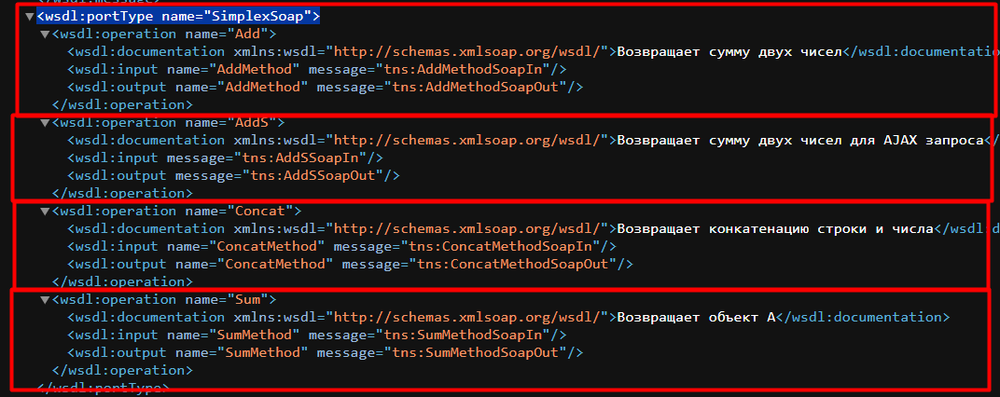 </wsdl:message>
▼<wsdl:portType name="SimplexSoap">
▼<wsdl:operation name="Add">
<wsdl:documentation xmlns:wsdl="http://schemas.xmlsoap.org/wsdl/">Возвращает сумму двух чисел</wsdl:documentatio
<wsdl:input name="AddMethod" message="tns:AddMethodSoapIn"/>
<wsdl:output name="AddMethod" message="tns:AddMethodSoapOut"/>
</wsdl:operation>
▼<wsdl:operation name="AddS">
<wsdl:documentation xmlns:wsdl="http://schemas.xmlsoap.org/wsdl/">Возвращает сумму двух чисел для AJAX запроса</
<wsdl:input message="tns:AddSSoapIn"/>
<wsdl:output message="tns:AddSSoapOut"/>
</wsdl:operation>
▼<wsdl:operation name="Concat">
<wsdl:documentation xmlns:wsdl="http://schemas.xmlsoap.org/wsdl/">Возвращает конкатенацию строки и числа</wsdl:d
<wsdl:input name="ConcatMethod" message="tns:ConcatMethodSoapIn"/>
<wsdl:output name="ConcatMethod" message="tns:ConcatMethodSoapOut"/>
</wsdl:operation>
▼<wsdl:operation name="Sum">
<wsdl:documentation xmlns:wsdl="http://schemas.xmlsoap.org/wsdl/">Возвращает объект A</wsdl:documentation>
<wsdl:input name="SumMethod" message="tns:SumMethodSoapIn"/>
<wsdl:output name="SumMethod" message="tns:SumMethodSoapOut"/>
</wsdl:operation>
</wsdl:portType>